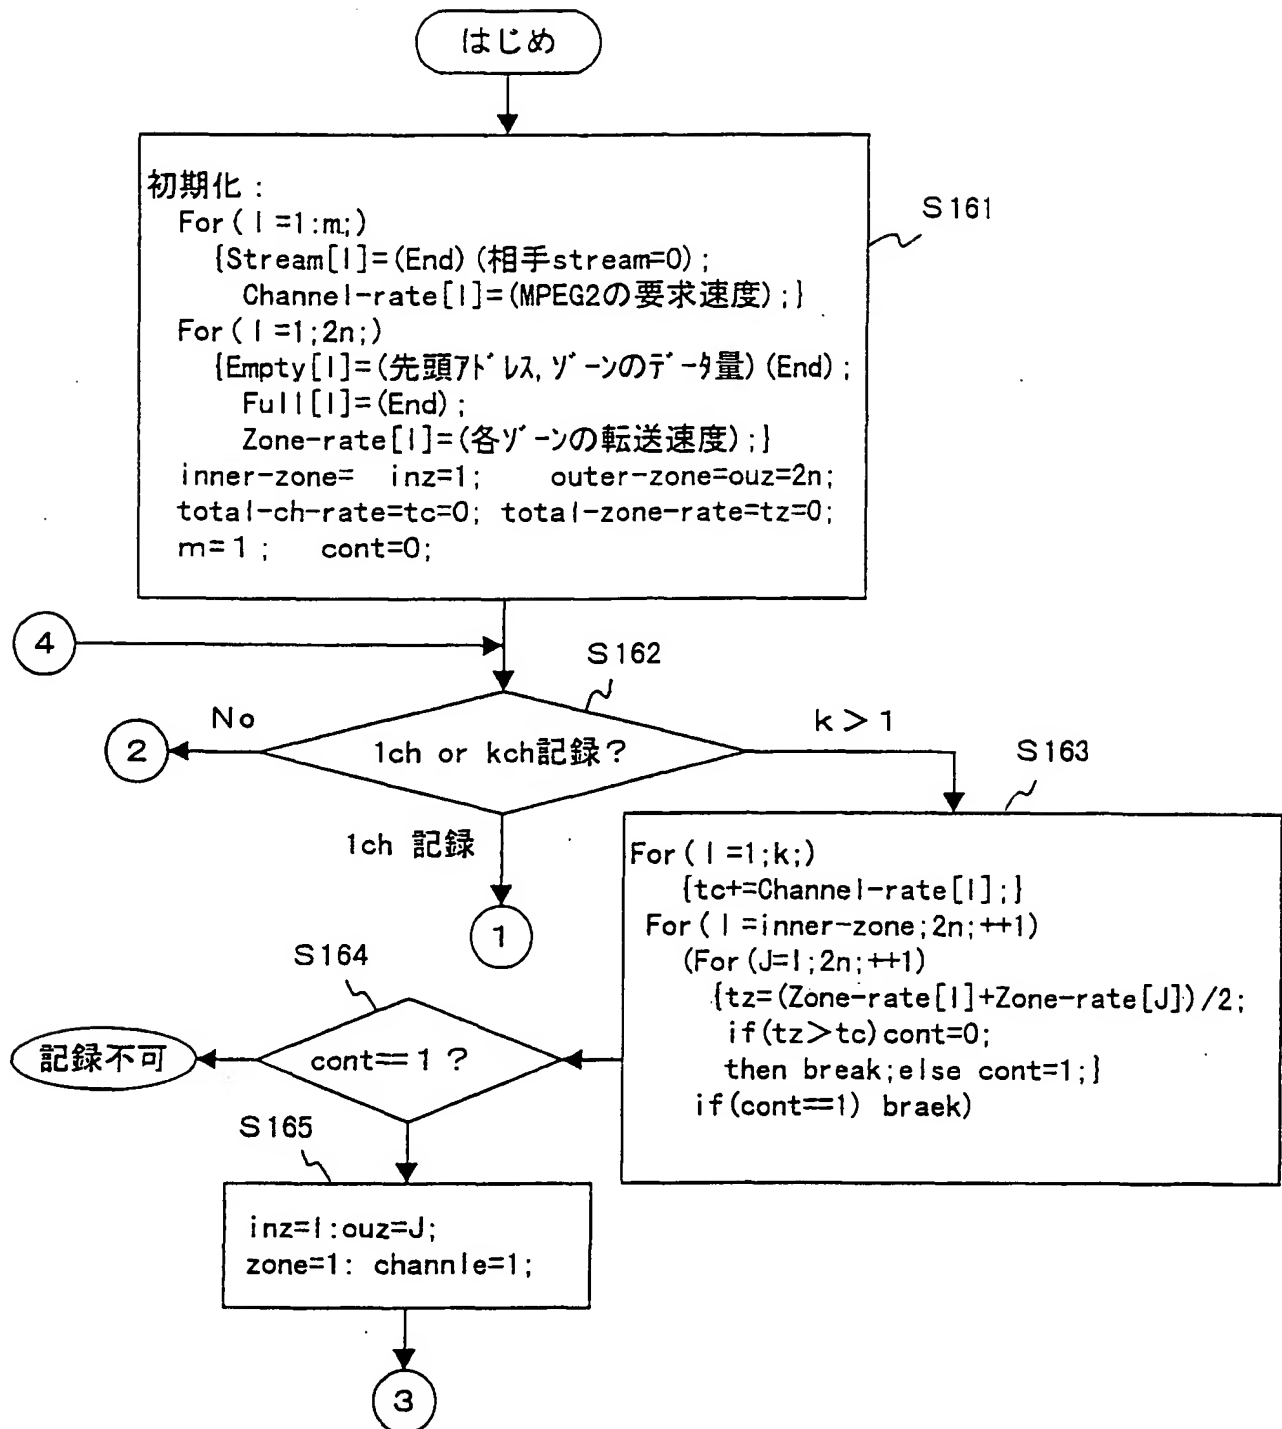 はじめ
初期化:
For(I=1:m;)
{Stream[I]=(End)(相手stream=0);
Channel-rate[I]=(MPEG2の要求速度);}
For(I=1;2n;)
{Empty[I]=(先頭ｱﾄﾞﾚｽ,ｿﾞｰﾝのﾃﾞｰﾀ量)(End);
Full[I]=(End);
Zone-rate[I]=(各ｿﾞｰﾝの転送速度);}
inner-zone= inz=1; outer-zone=ouz=2n;
total-ch-rate=tc=0; total-zone-rate=tz=0;
m=1; cont=0;
S161
4
S162
No
2
1ch or kch記録?
k>1
S163
1ch 記録
1
For(I=1;k;)
{tc+=Channel-rate[I];}
For(I=inner-zone;2n;++1)
(For(J=I;2n;++1)
{tz=(Zone-rate[I]+Zone-rate[J])/2;
if(tz>tc)cont=0;
then break;else cont=1;}
if(cont==1) braek)
S164
記録不可
cont==1?
S165
inz=I:ouz=J;
zone=1: channle=1;
3